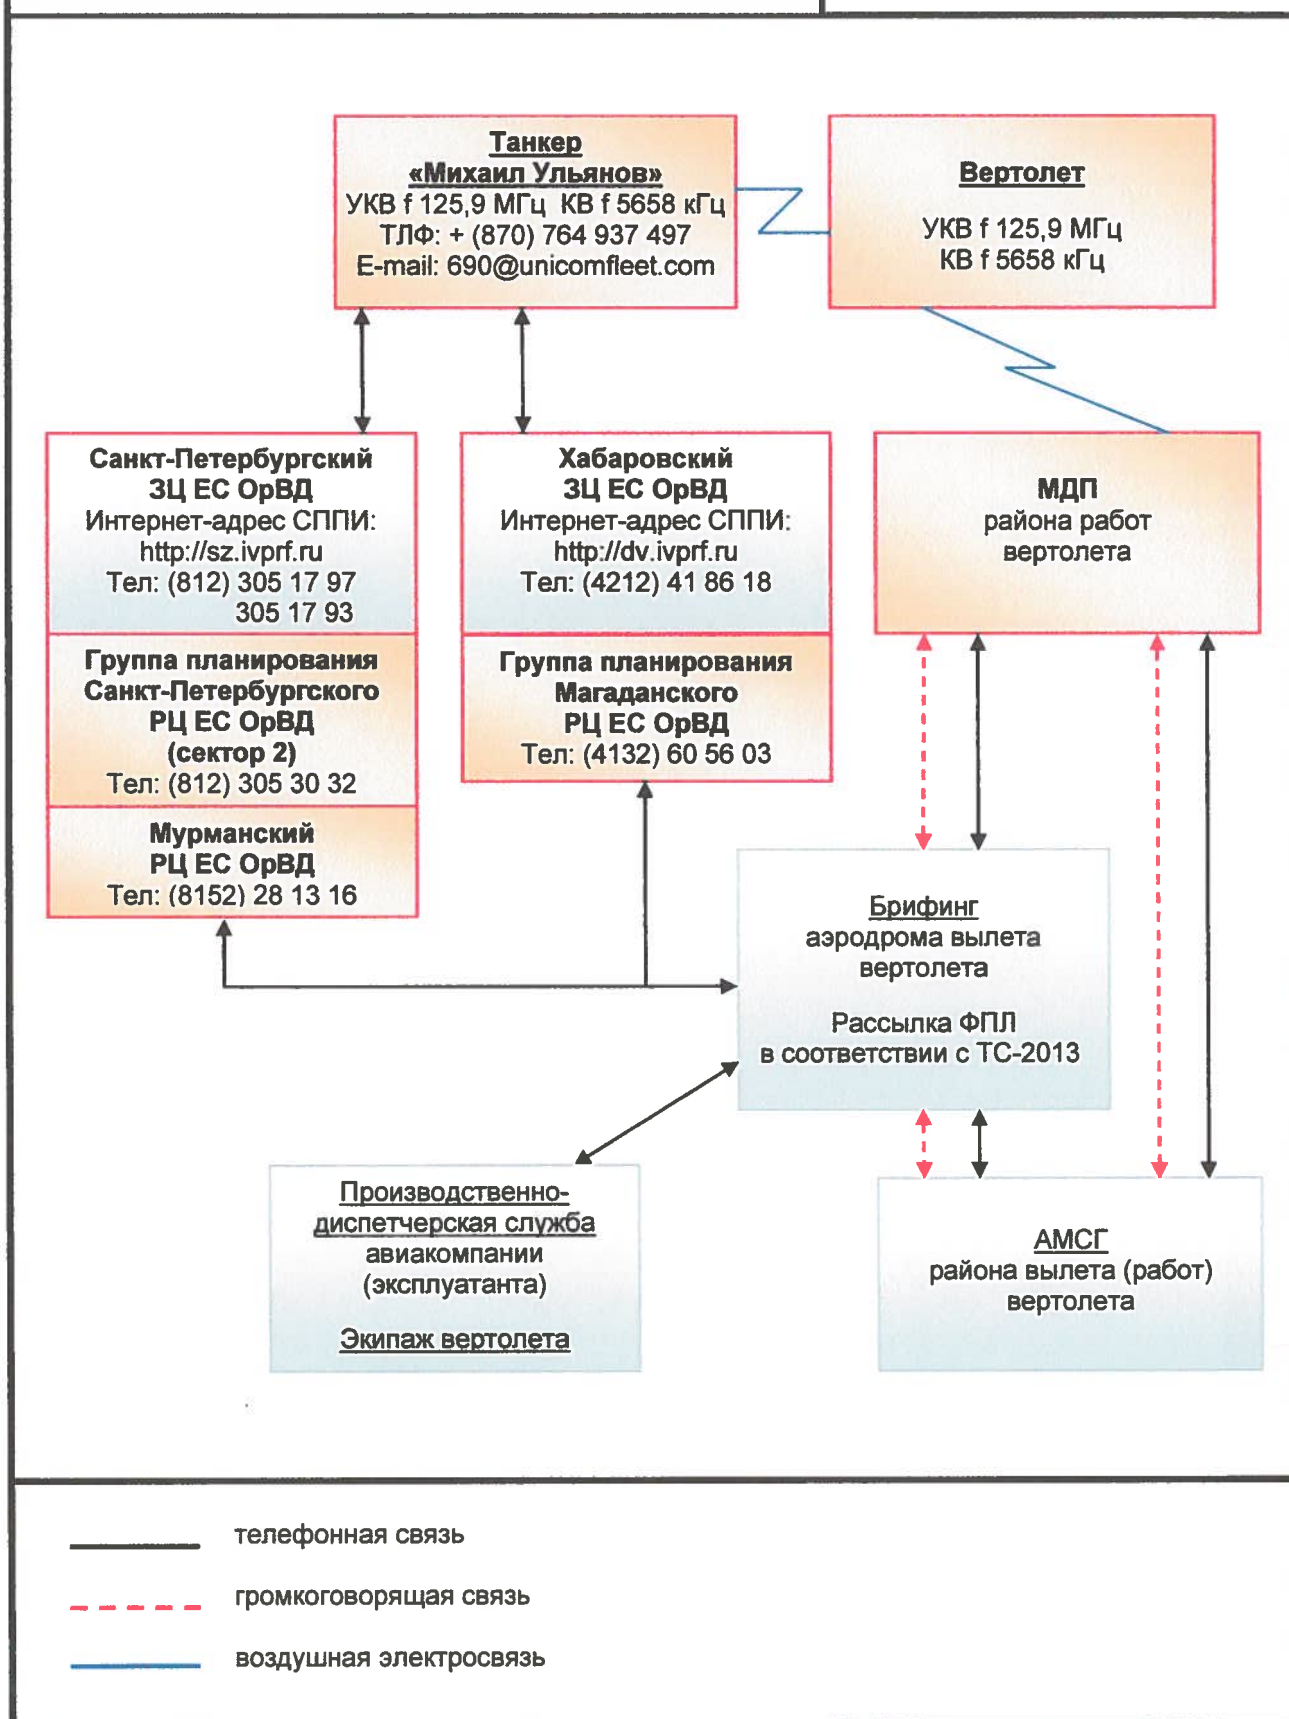 Танкер
«Михаил Ульянов»
УКВ f 125,9 МГц КВ f 5658 кГц
ТЛФ: + (870) 764 937 497
E-mail: 690@unicomfleet.com
Вертолет
УКВ f 125,9 МГц
КВ f 5658 кГц
Санкт-Петербургский
ЗЦ ЕС ОрВД
Интернет-адрес СППИ:
http://sz.ivprf.ru
Тел: (812) 305 17 97
305 17 93
Группа планирования
Санкт-Петербургского
РЦ ЕС ОрВД
(сектор 2)
Тел: (812) 305 30 32
Мурманский
РЦ ЕС ОрВД
Тел: (8152) 28 13 16
Хабаровский
ЗЦ ЕС ОрВД
Интернет-адрес СППИ:
http://dv.ivprf.ru
Тел: (4212) 41 86 18
Группа планирования
Магаданского
РЦ ЕС ОрВД
Тел: (4132) 60 56 03
МДП
района работ
вертолета
Брифинг
аэродрома вылета
вертолета
Рассылка ФПЛ
в соответствии с ТС-2013
Производственно-
диспетчерская служба
авиакомпании
(эксплуатанта)
Экипаж вертолета
АМСГ
района вылета (работ)
вертолета
телефонная связь
громкоговорящая связь
воздушная электросвязь